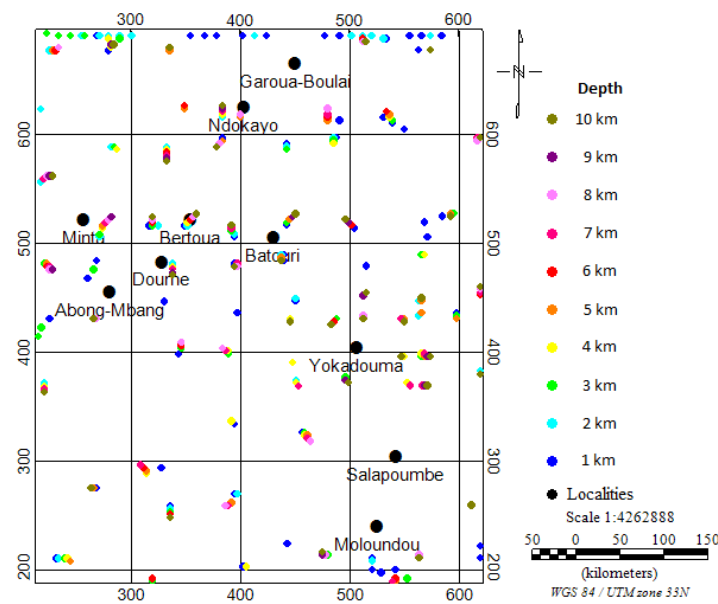 300 400 500 600
Garoua-Boulai
Ndokayo
600 600
Mintu Bertoua
500 Batouri 500
Doume
Abong-Mbang
400 Yokadouma 400
300 Salapoumbe 300
Moloundou
200 200
300 400 500 600
N
Depth
10 km
9 km
8 km
7 km
6 km
5 km
4 km
3 km
2 km
1 km
Localities
Scale 1:4262888
50 0 50 100 150
(kilometers)
WGS 84 / UTM zone 33N